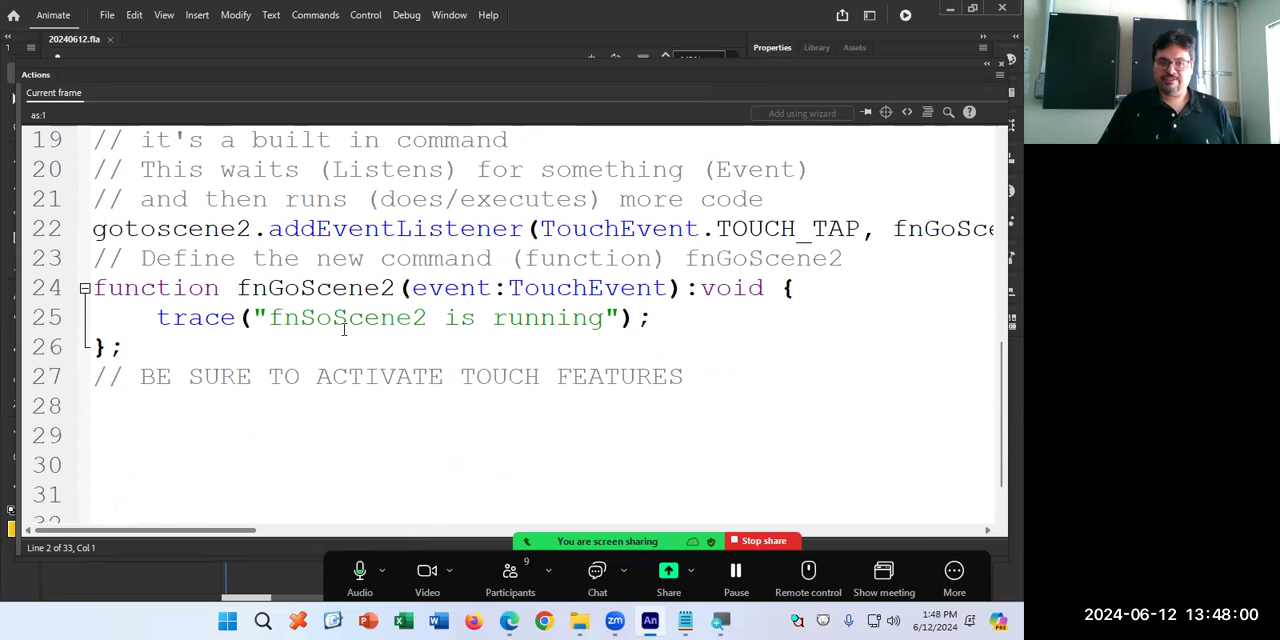 Animate File Edit View Insert Modify Text Commands Control Debug Window Help
20240612.fla ×
Properties Library Assets
Actions
Current frame
as:1
Add using wizard
19 // it's a built in command
20 // This waits (Listens) for something (Event)
21 // and then runs (does/executes) more code
22 gotoscene2.addEventListener(TouchEvent.TOUCH_TAP, fnGoSce
23 // Define the new command (function) fnGoScene2
24 function fnGoScene2(event:TouchEvent):void {
25 trace("fnSoScene2 is running");
26 };
27 // BE SURE TO ACTIVATE TOUCH FEATURES
28
29
30
31
Line 2 of 33, Col 1
You are screen sharing Stop share
9
Audio Video Participants Chat Share Pause Remote control Show meeting More
1:48 PM
6/12/2024
2024-06-12 13:48:00